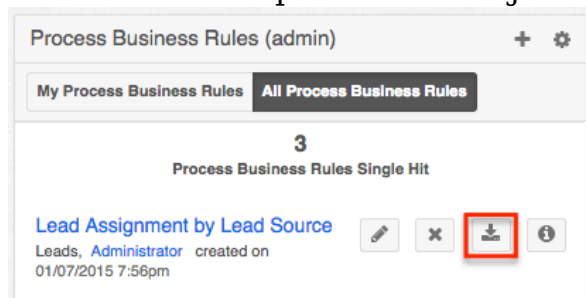 Process Business Rules (admin)
My Process Business Rules All Process Business Rules
3
Process Business Rules Single Hit
Lead Assignment by Lead Source
Leads, Administrator created on
01/07/2015 7:56pm